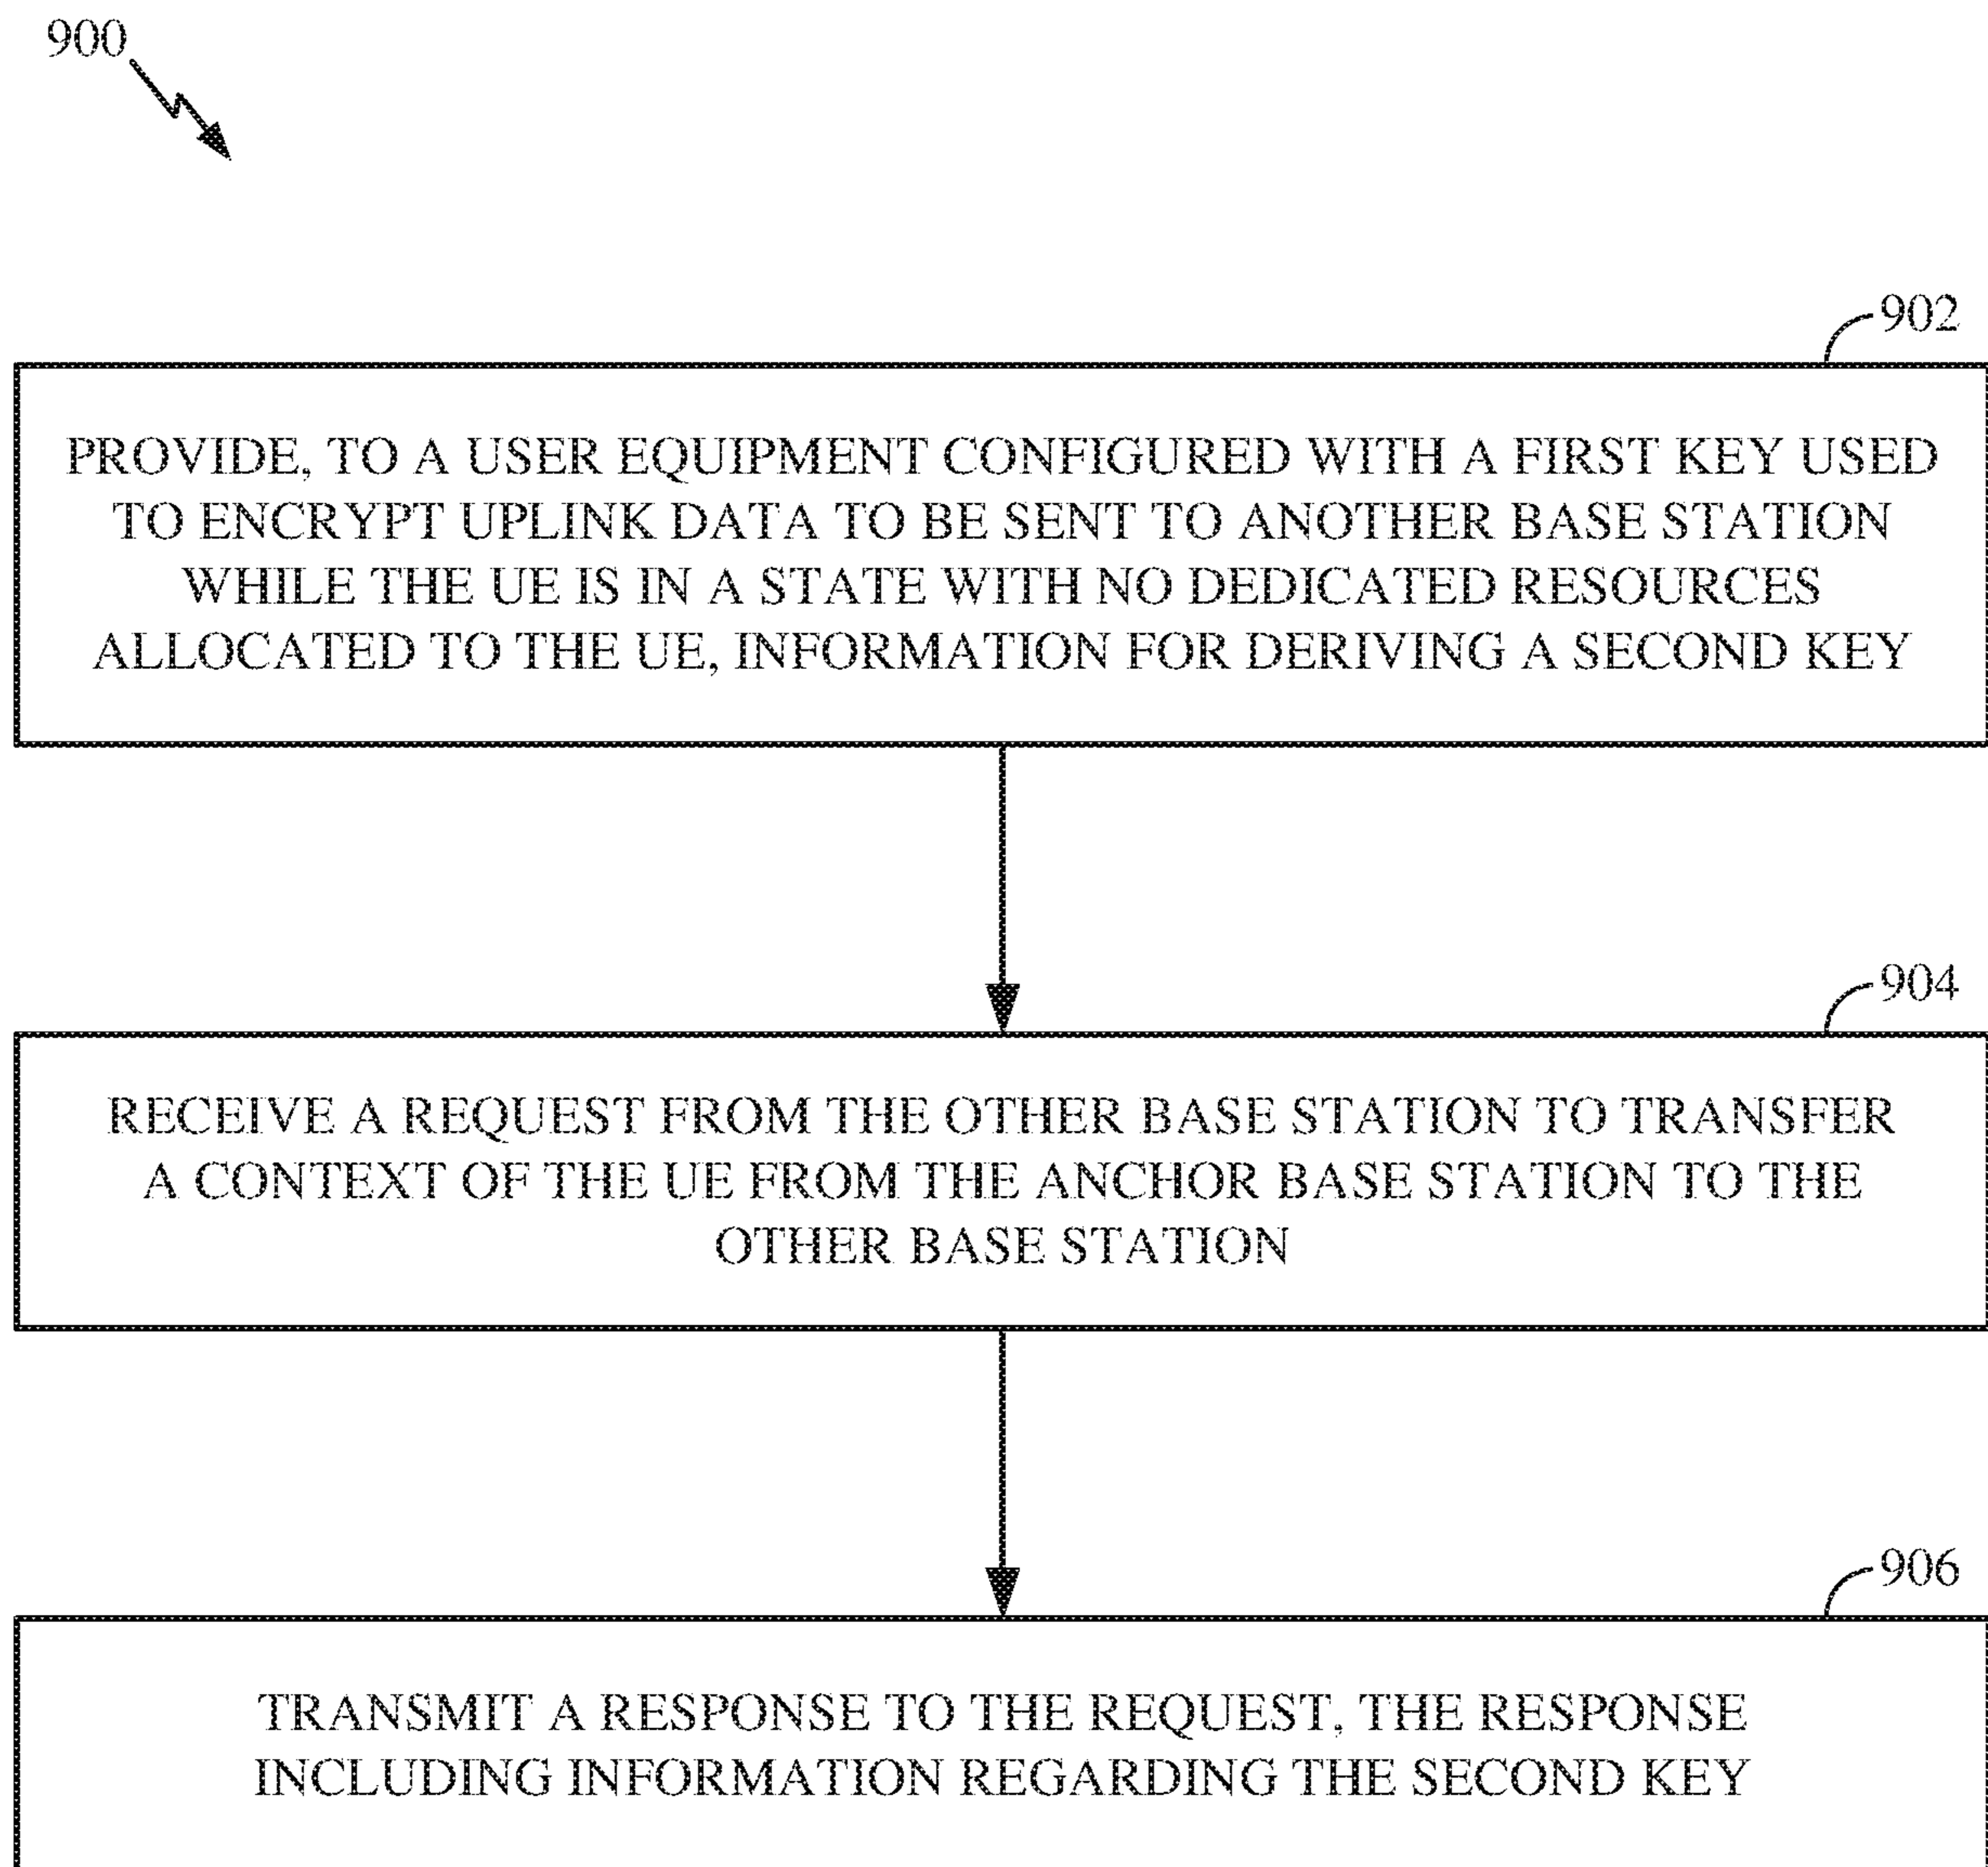 900
902
PROVIDE, TO A USER EQUIPMENT CONFIGURED WITH A FIRST KEY USED
TO ENCRYPT UPLINK DATA TO BE SENT TO ANOTHER BASE STATION
WHILE THE UE IS IN A STATE WITH NO DEDICATED RESOURCES
ALLOCATED TO THE UE, INFORMATION FOR DERIVING A SECOND KEY
904
RECEIVE A REQUEST FROM THE OTHER BASE STATION TO TRANSFER
A CONTEXT OF THE UE FROM THE ANCHOR BASE STATION TO THE
OTHER BASE STATION
906
TRANSMIT A RESPONSE TO THE REQUEST, THE RESPONSE
INCLUDING INFORMATION REGARDING THE SECOND KEY